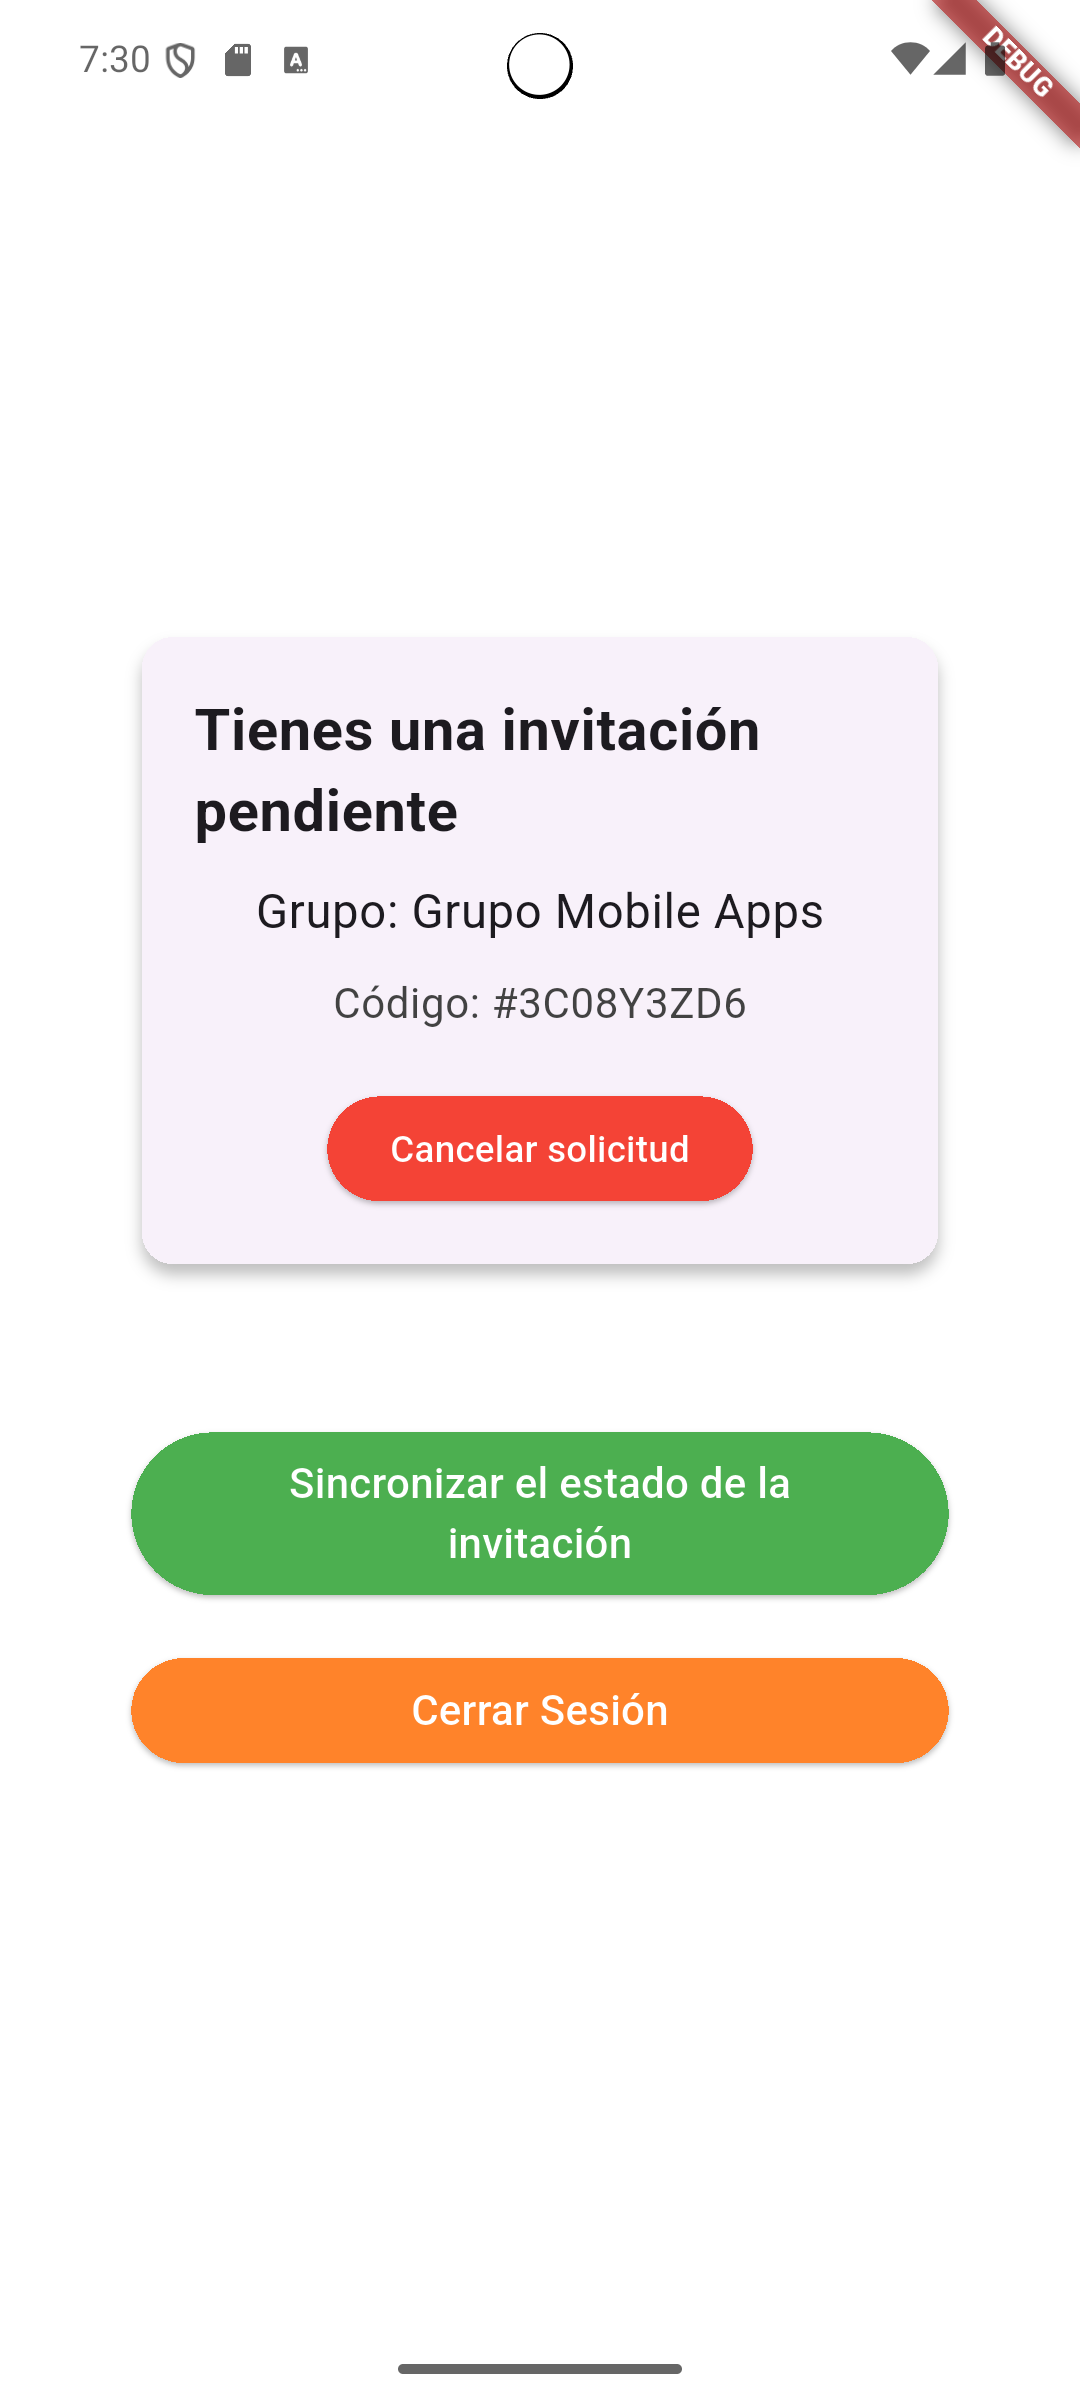 7:30
DEBUG
Tienes una invitación
pendiente
Grupo: Grupo Mobile Apps
Código: #3C08Y3ZD6
Cancelar solicitud
Sincronizar el estado de la
invitación
Cerrar Sesión